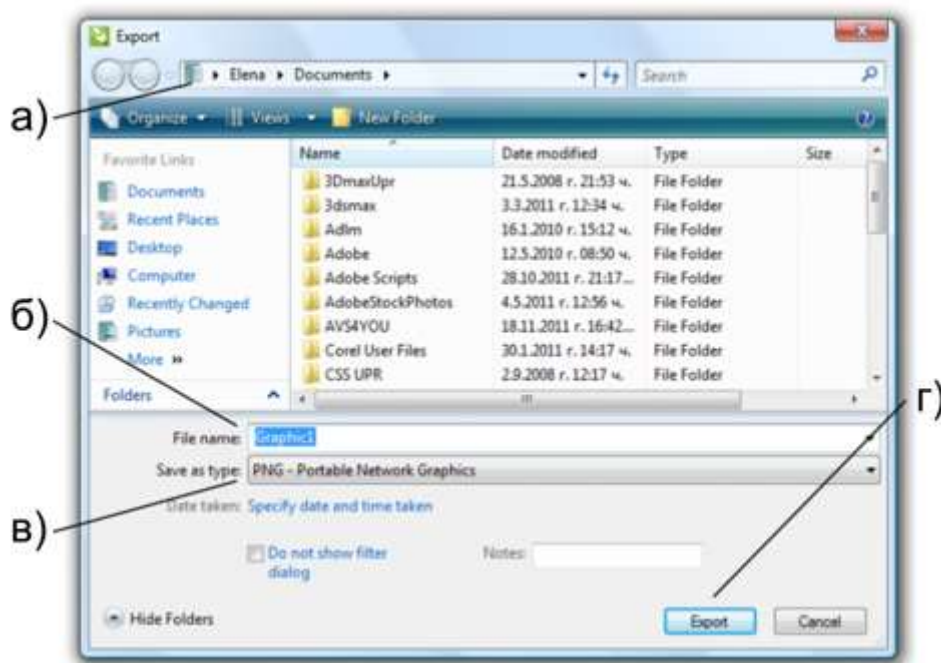 Export
Elena Documents Search
а)
Organize Views New Folder
Favorite Links
Name Date modified Type Size
Documents
Recent Places
Desktop
Computer
Recently Changed
Pictures
More »
Folders
3DmaxUpr 21.5.2008 г. 21:53 ч. File Folder
3dsmax 3.3.2011 г. 12:34 ч. File Folder
Adlm 16.1.2010 г. 15:12 ч. File Folder
Adobe 12.5.2010 г. 08:50 ч. File Folder
Adobe Scripts 28.10.2011 г. 21:17... File Folder
AdobeStockPhotos 4.5.2011 г. 12:56 ч. File Folder
AVS4YOU 18.11.2011 г. 16:42... File Folder
Corel User Files 30.1.2011 г. 14:17 ч. File Folder
CSS UPR 2.9.2008 г. 12:17 ч. File Folder
б)
г)
File name: Graphic1
Save as type: PNG - Portable Network Graphics
в)
Date taken: Specify date and time taken
Do not show filter
dialog
Notes:
Hide Folders
Export Cancel